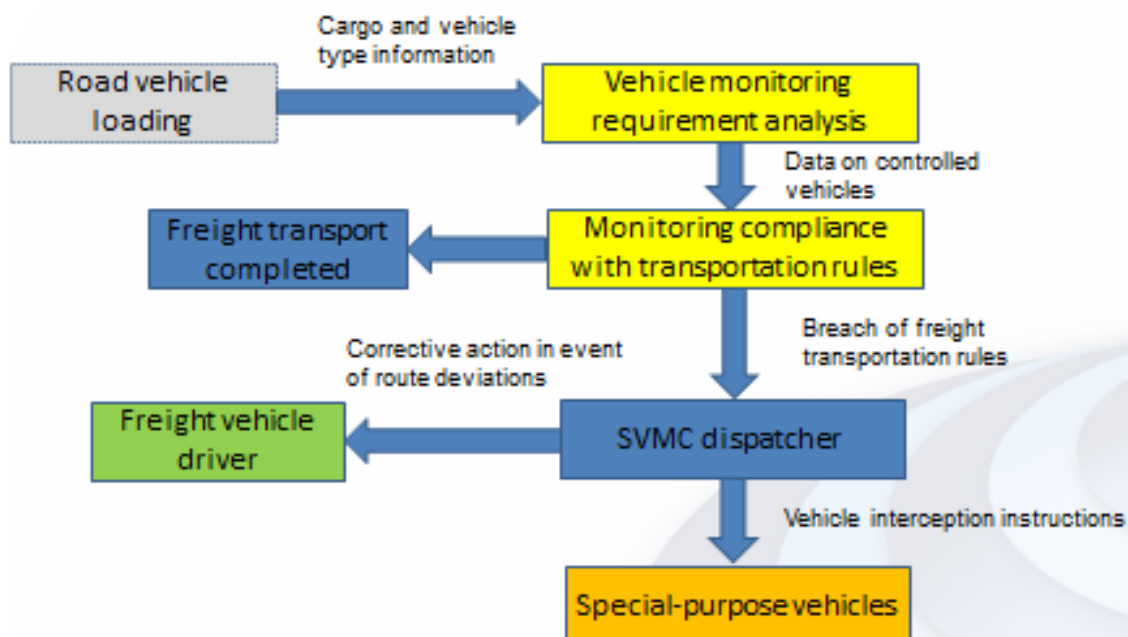 Cargo and vehicle
type information
Road vehicle
loading
Vehicle monitoring
requirement analysis
Data on controlled
vehicles
Freight transport
completed
Monitoring compliance
with transportation rules
Breach of freight
transportation rules
Corrective action in event
of route deviations
Freight vehicle
driver
SVMC dispatcher
Vehicle interception instructions
Special-purpose vehicles